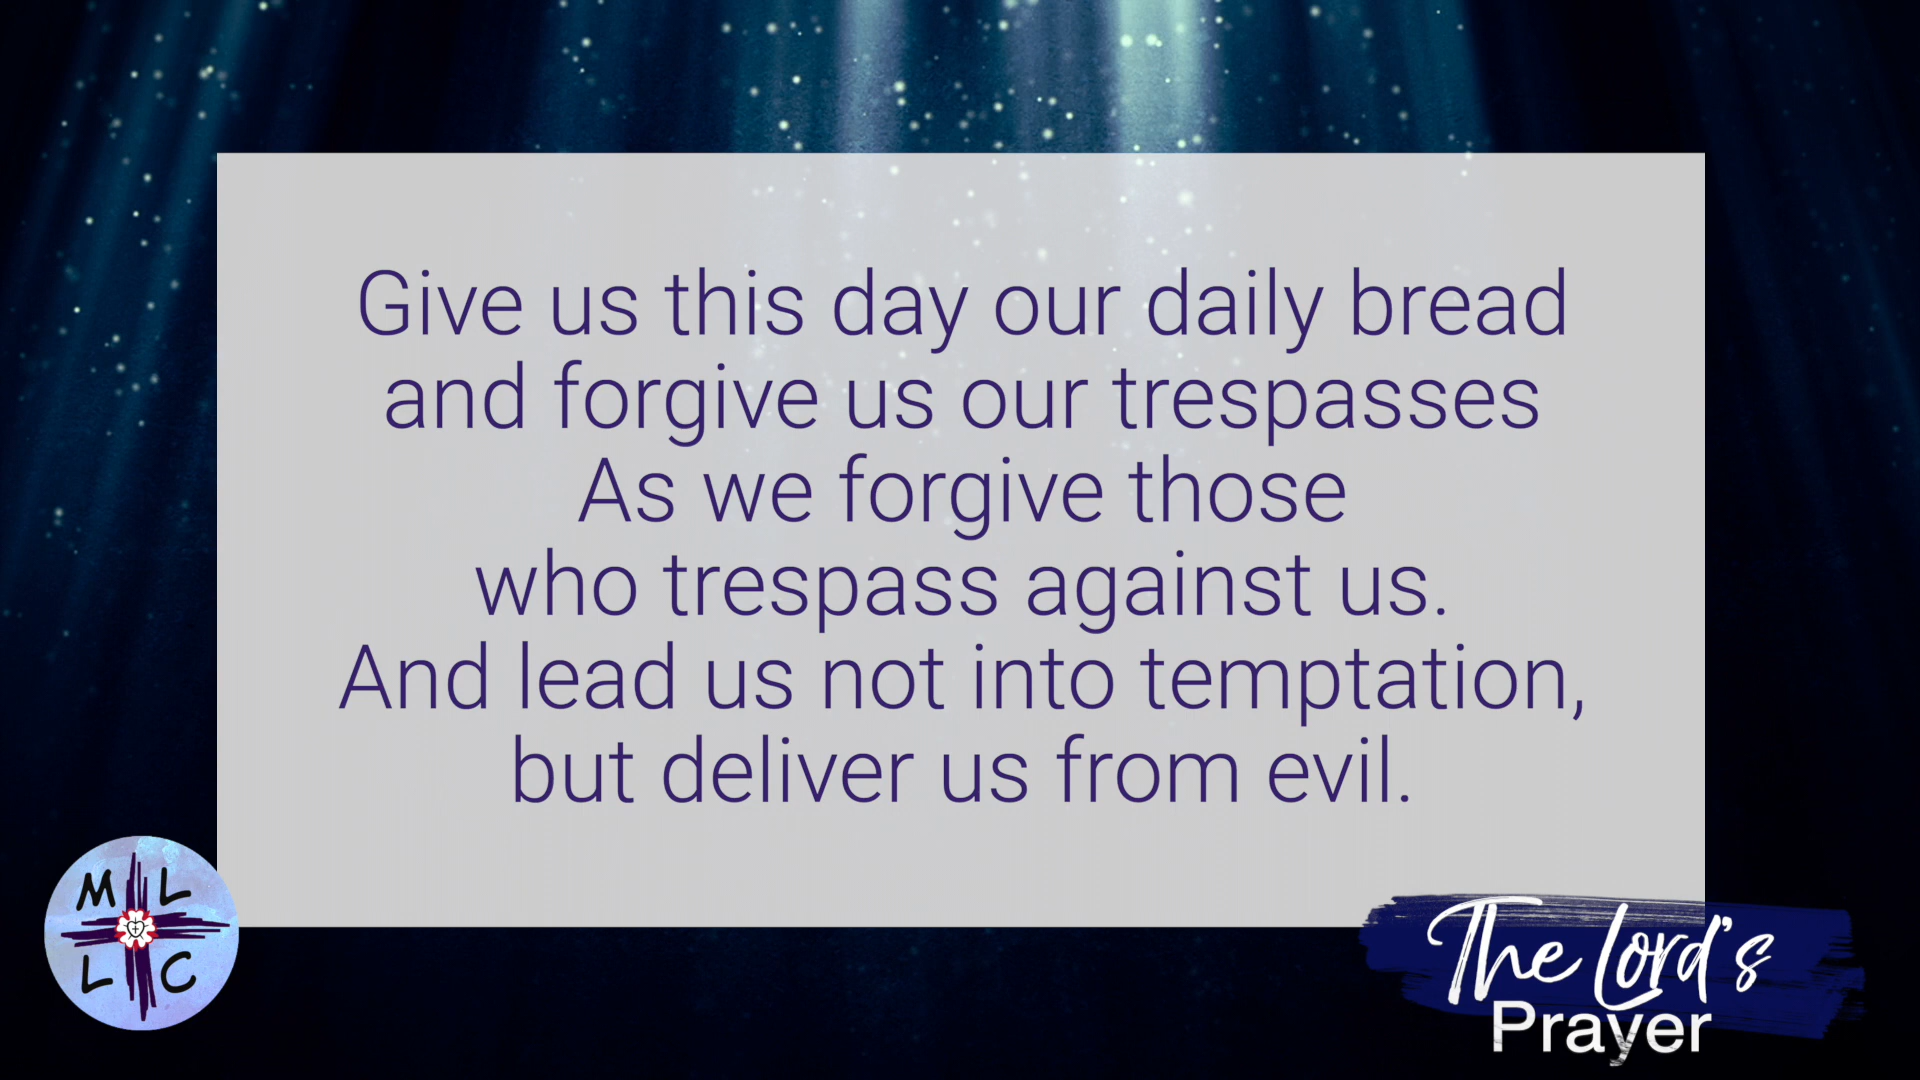 Give us this day our daily bread
and forgive us our trespasses
As we forgive those
who trespass against us.
And lead us not into temptation,
but deliver us from evil.
M L
L C
The Lord's
Prayer